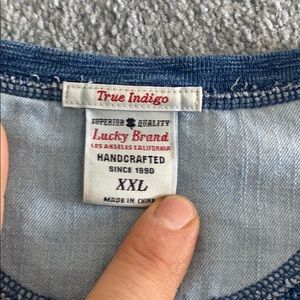 True Indigo
SUPERIOR QUALITY
Lucky Brand
LOS ANGELES CALIFORNIA
HANDCRAFTED
SINCE 1990
XXL
MADE IN CHINA